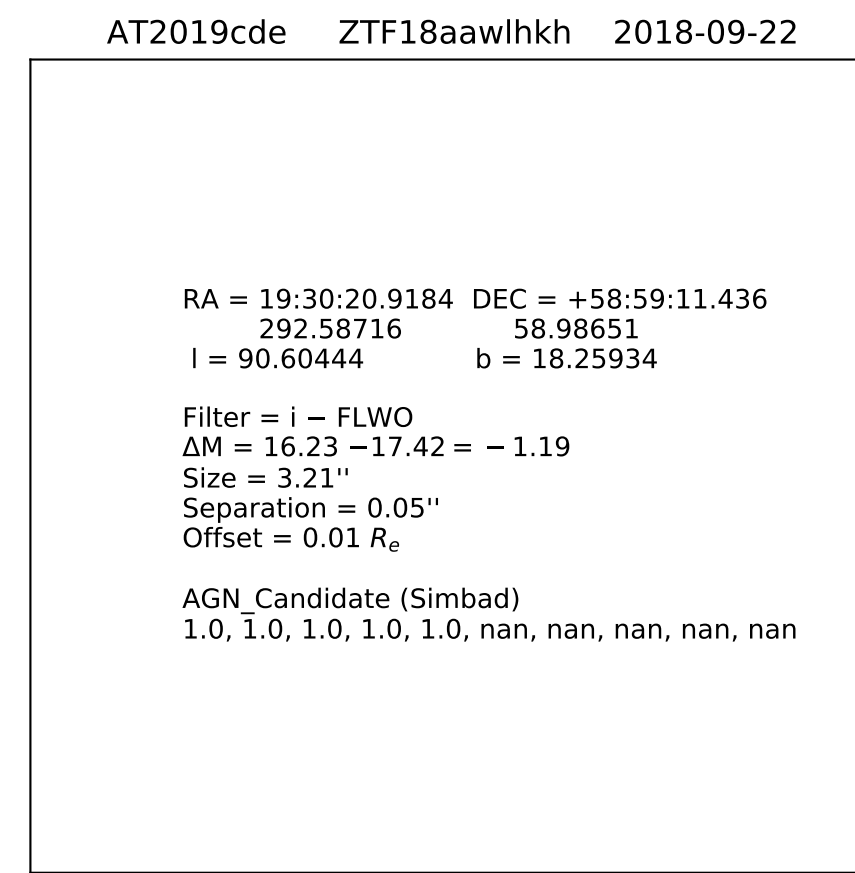 AT2019cde ZTF18aawlhkh 2018-09-22
RA = 19:30:20.9184 DEC = +58:59:11.436
292.58716 58.98651
l = 90.60444 b = 18.25934
Filter = i − FLWO
ΔM = 16.23 −17.42 = − 1.19
Size = 3.21''
Separation = 0.05''
Offset = 0.01 Rₑ
AGN_Candidate (Simbad)
1.0, 1.0, 1.0, 1.0, 1.0, nan, nan, nan, nan, nan